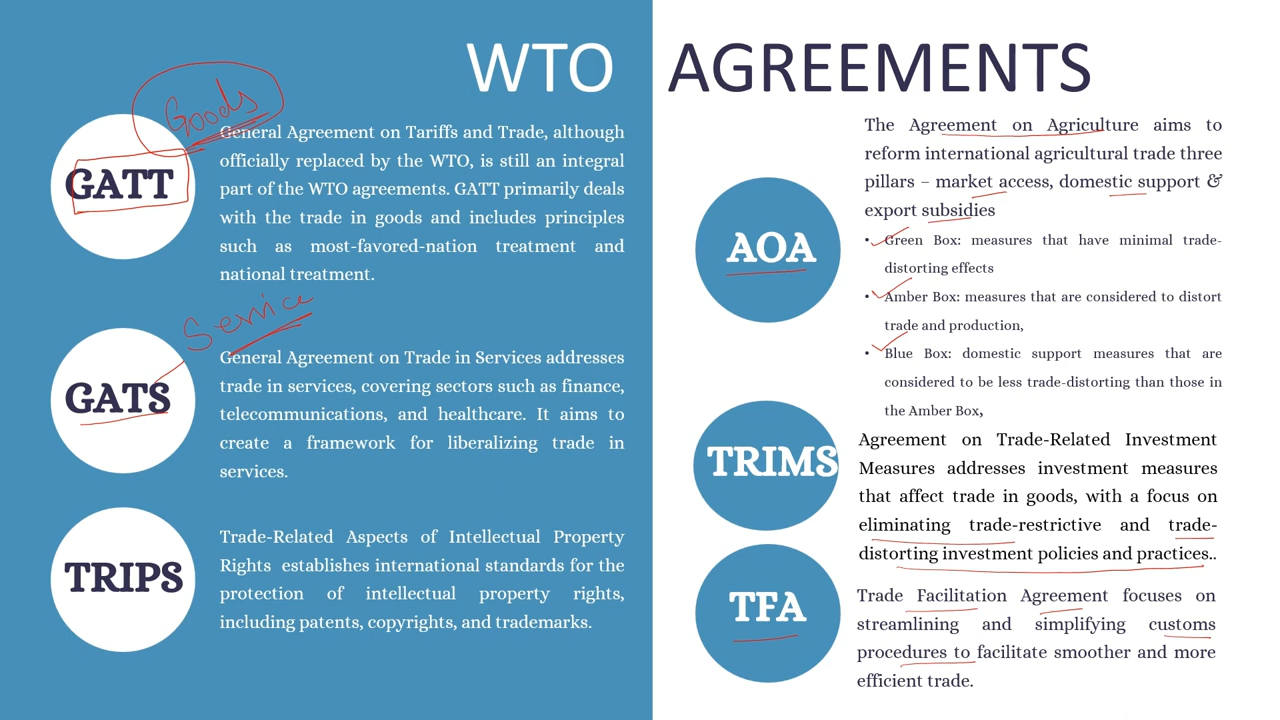 WTO AGREEMENTS
Goods
GATT
General Agreement on Tariffs and Trade, although
officially replaced by the WTO, is still an integral
part of the WTO agreements. GATT primarily deals
with the trade in goods and includes principles
such as most-favored-nation treatment and
national treatment.
Service
GATS
General Agreement on Trade in Services addresses
trade in services, covering sectors such as finance,
telecommunications, and healthcare. It aims to
create a framework for liberalizing trade in
services.
TRIPS
Trade-Related Aspects of Intellectual Property
Rights establishes international standards for the
protection of intellectual property rights,
including patents, copyrights, and trademarks.
AOA
The Agreement on Agriculture aims to
reform international agricultural trade three
pillars – market access, domestic support &
export subsidies
• Green Box: measures that have minimal trade-
distorting effects
• Amber Box: measures that are considered to distort
trade and production,
• Blue Box: domestic support measures that are
considered to be less trade-distorting than those in
the Amber Box,
TRIMS
Agreement on Trade-Related Investment
Measures addresses investment measures
that affect trade in goods, with a focus on
eliminating trade-restrictive and trade-
distorting investment policies and practices..
TFA
Trade Facilitation Agreement focuses on
streamlining and simplifying customs
procedures to facilitate smoother and more
efficient trade.